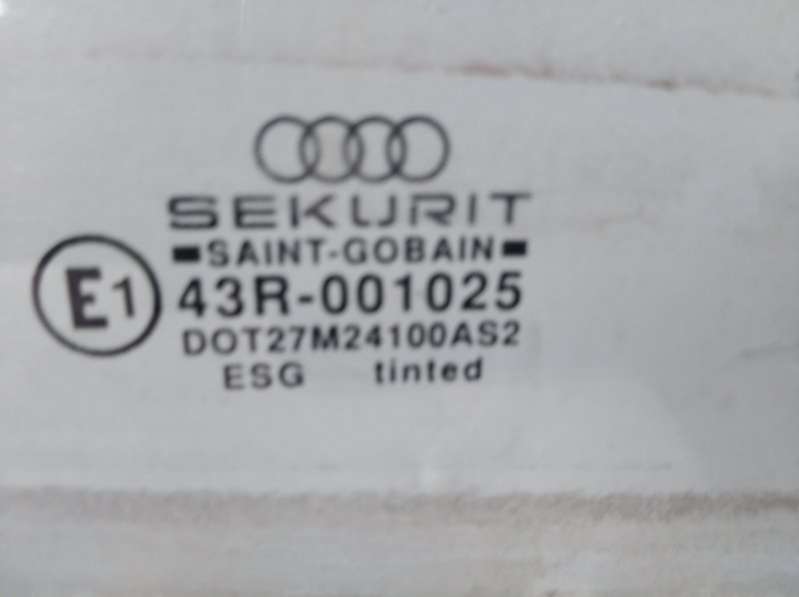 SEKURIT
SAINT-GOBAIN
E1 43R-001025
DOT27M24100AS2
ESG tinted